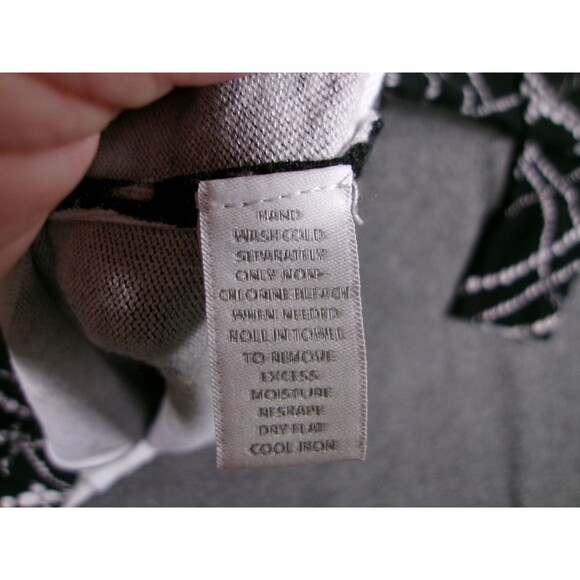 HAND
WASH COLD
SEPARATELY
ONLY NON-
CHLORINE BLEACH
WHEN NEEDED
ROLL IN TOWEL
TO REMOVE
EXCESS
MOISTURE
RESHAPE
DRY FLAT
COOL IRON